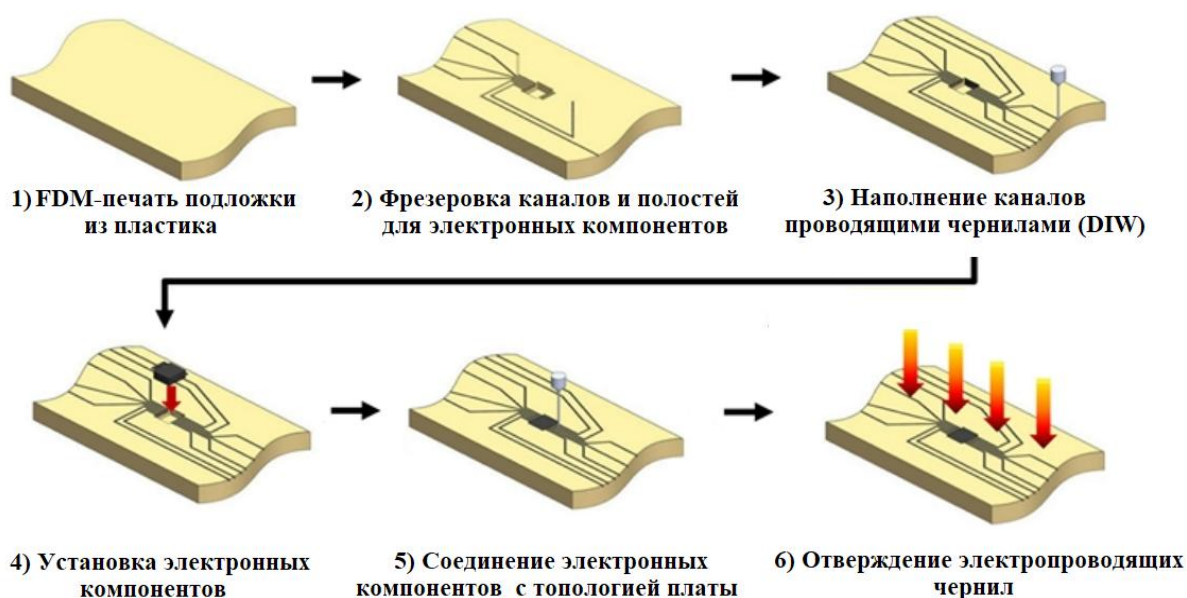 1) FDM-печать подложки
из пластика
2) Фрезеровка каналов и полостей
для электронных компонентов
3) Наполнение каналов
проводящими чернилами (DIW)
4) Установка электронных
компонентов
5) Соединение электронных
компонентов с топологией платы
6) Отверждение электропроводящих
чернил